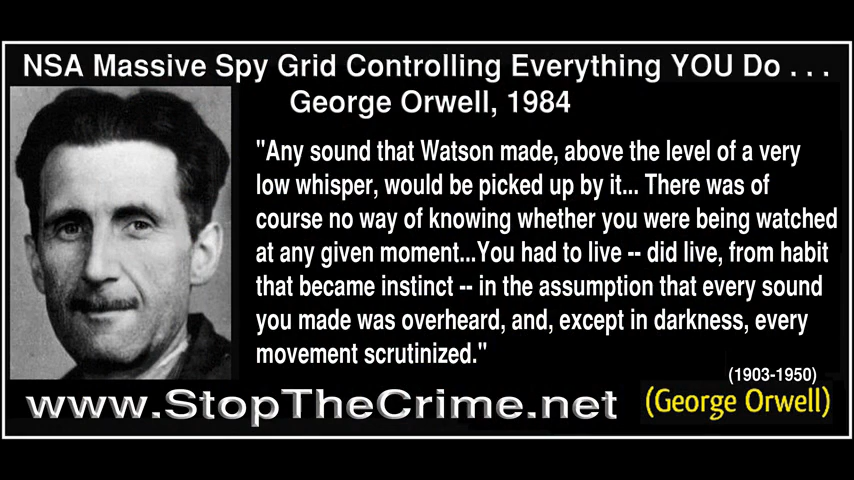 NSA Massive Spy Grid Controlling Everything YOU Do . . .
George Orwell, 1984
"Any sound that Watson made, above the level of a very
low whisper, would be picked up by it... There was of
course no way of knowing whether you were being watched
at any given moment...You had to live -- did live, from habit
that became instinct -- in the assumption that every sound
you made was overheard, and, except in darkness, every
movement scrutinized."
(1903-1950)
www.StopTheCrime.net
(George Orwell)